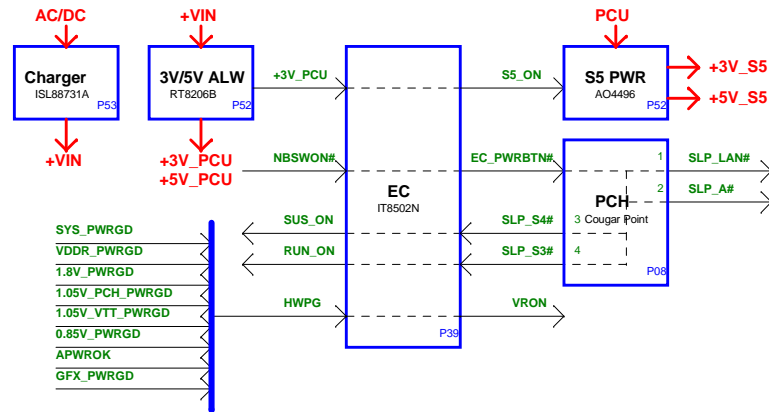 AC/DC
+VIN
PCU
Charger
ISL88731A
P53
3V/5V ALW
RT8206B
P52
+3V_PCU
S5_ON
S5 PWR
AO4496
P52
+3V_S5
+5V_S5
+VIN
+3V_PCU
+5V_PCU
NBSWON#
EC_PWRBTN#
EC
IT8502N
P39
PCH
Cougar Point
P08
1
2
3
4
SLP_LAN#
SLP_A#
SUS_ON
SLP_S4#
RUN_ON
SLP_S3#
HWPG
VRON
SYS_PWRGD
VDDR_PWRGD
1.8V_PWRGD
1.05V_PCH_PWRGD
1.05V_VTT_PWRGD
0.85V_PWRGD
APWROK
GFX_PWRGD